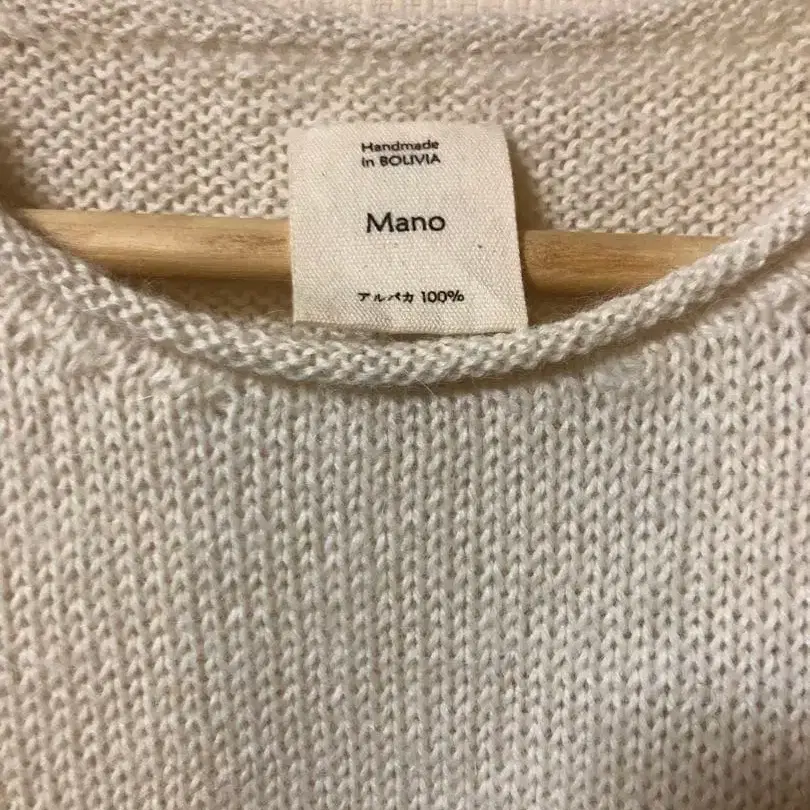 Handmade
in BOLIVIA
Mano
アルパカ 100%